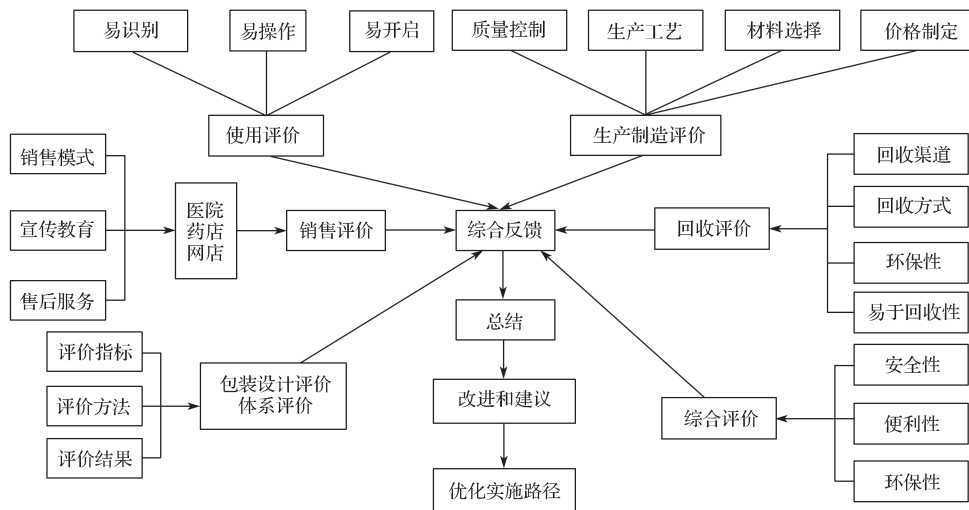 易识别
易操作
易开启
质量控制
生产工艺
材料选择
价格制定
使用评价
生产制造评价
销售模式
宣传教育
售后服务
医院
药店
网店
销售评价
综合反馈
回收评价
回收渠道
回收方式
环保性
易于回收性
总结
评价指标
评价方法
评价结果
包装设计评价
体系评价
改进和建议
综合评价
安全性
便利性
环保性
优化实施路径